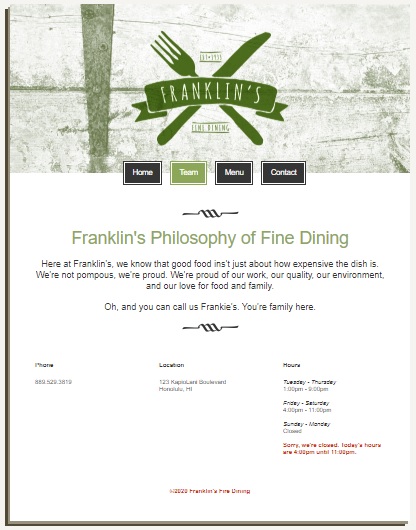 EST•1955
FRANKLIN'S
FINE DINING
Home Team Menu Contact
Franklin's Philosophy of Fine Dining
Here at Franklin's, we know that good food ins't just about how expensive the dish is.
We're not pompous, we're proud. We're proud of our work, our quality, our environment,
and our love for food and family.
Oh, and you can call us Frankie's. You're family here.
Phone
889.529.3819
Location
123 Kapiolani Boulevard
Honolulu, HI
Hours
Tuesday - Thursday
1:00pm - 9:00pm
Friday - Saturday
4:00pm - 11:00pm
Sunday - Monday
Closed
Sorry, we're closed. Today's hours
are 4:00pm until 11:00pm.
©2020 Franklin's Fine Dining